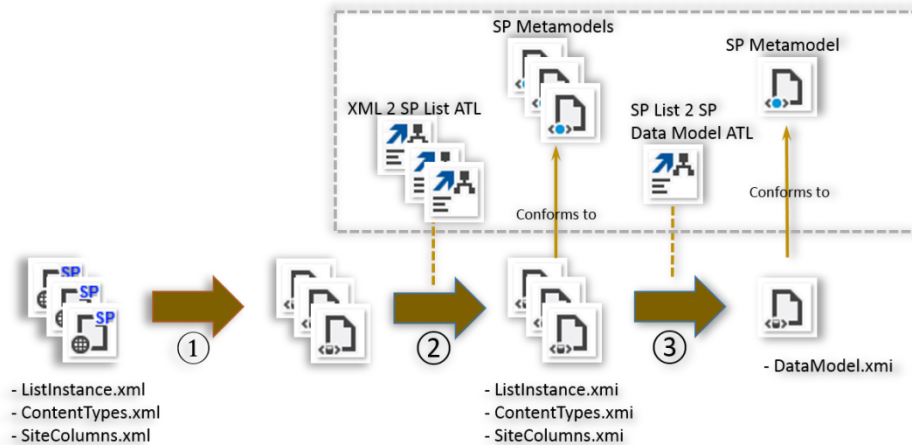 SP Metamodels
SP Metamodel
XML 2 SP List ATL
SP List 2 SP
Data Model ATL
Conforms to
Conforms to
SP
SP
SP
①
②
③
- ListInstance.xml
- ContentTypes.xml
- SiteColumns.xml
- ListInstance.xmi
- ContentTypes.xmi
- SiteColumns.xmi
- DataModel.xmi